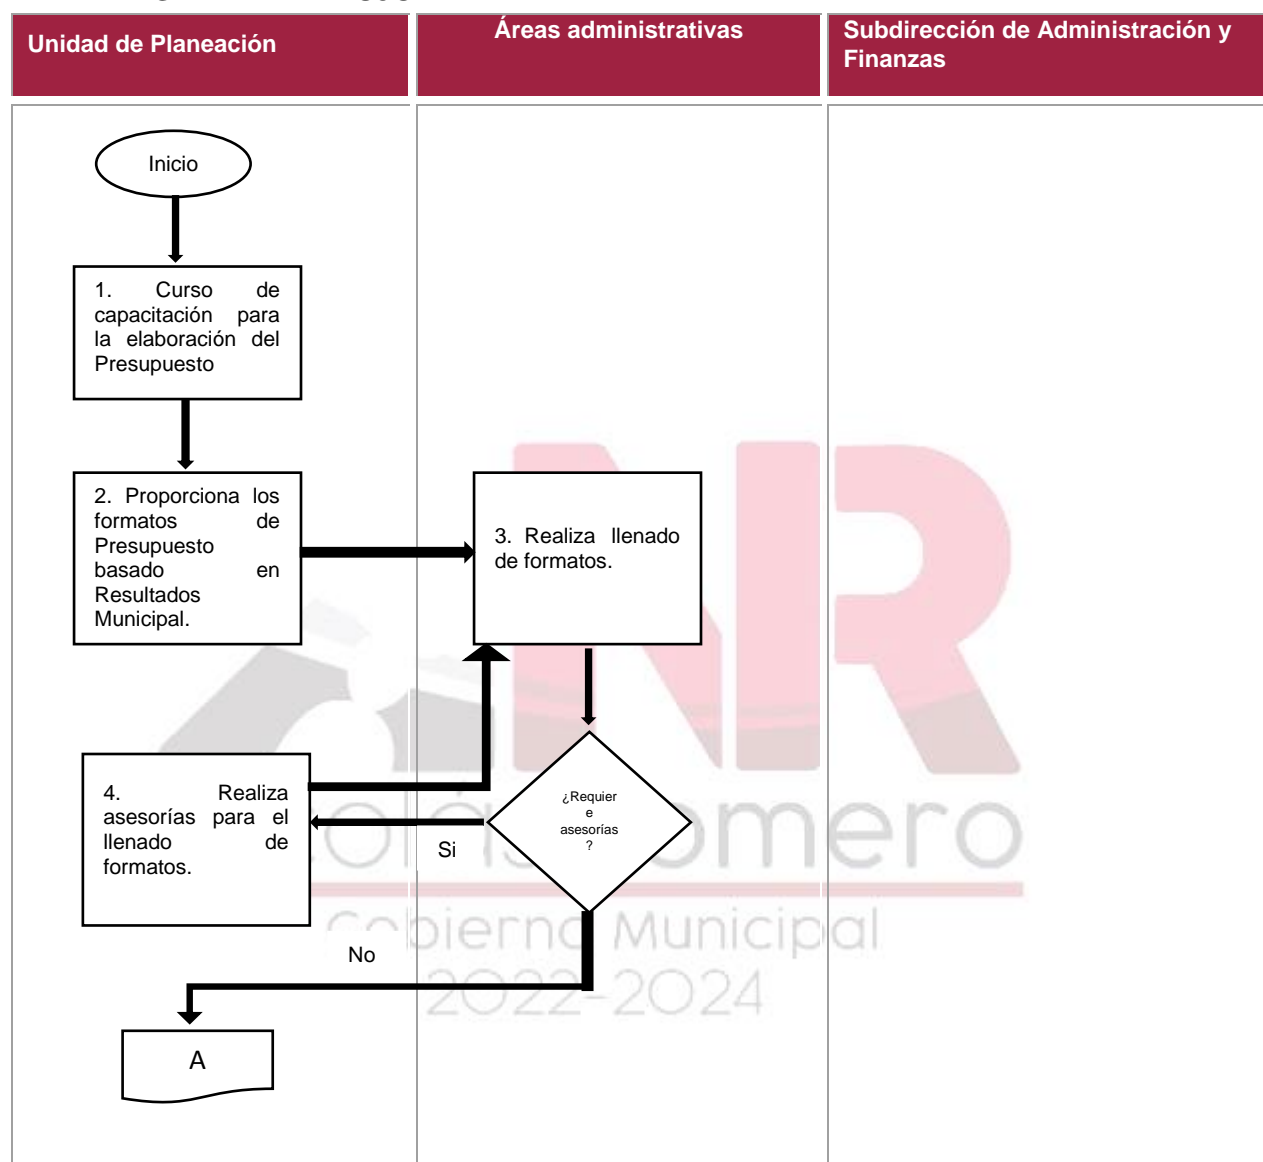 Unidad de Planeación
Áreas administrativas
Subdirección de Administración y
Finanzas
Inicio
1. Curso de
capacitación para
la elaboración del
Presupuesto
2. Proporciona los
formatos de
Presupuesto
basado en
Resultados
Municipal.
3. Realiza llenado
de formatos.
4. Realiza
asesorías para el
llenado de
formatos.
¿Requier
e
asesorías
?
Si
No
A
NR
Gobierno Municipal
2022-2024